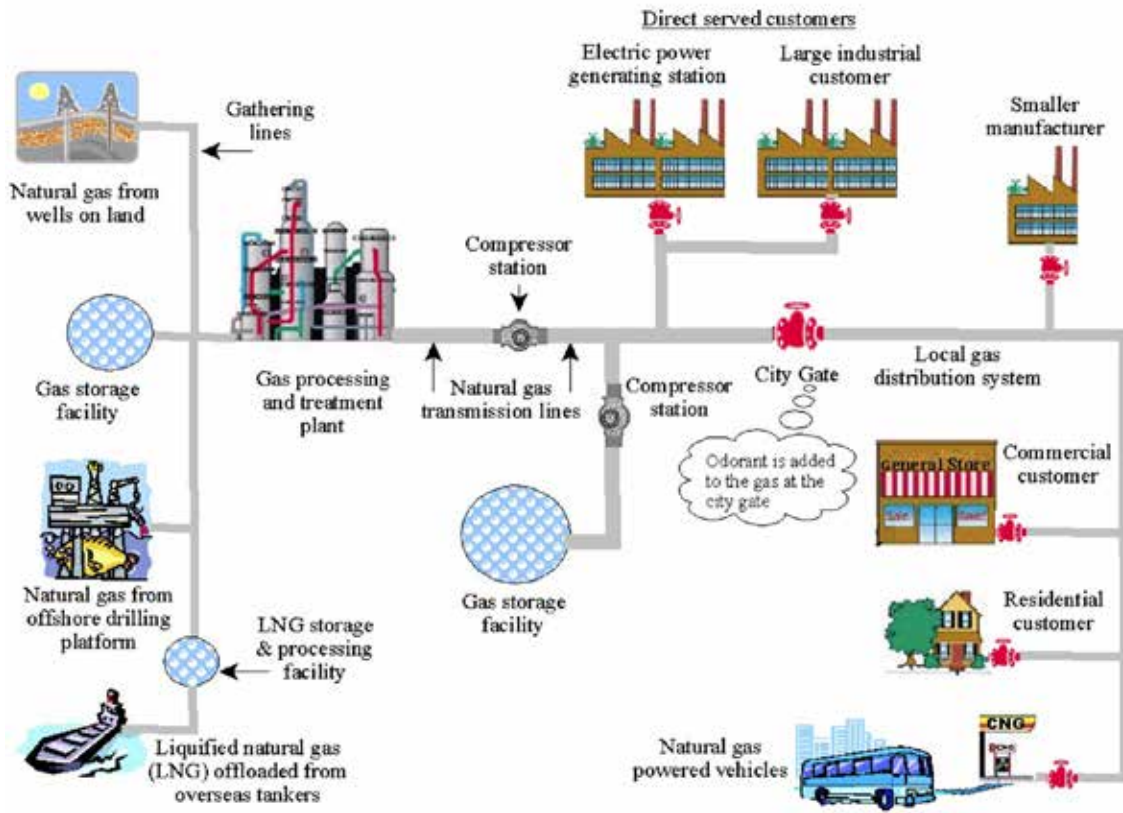 Direct served customers
Electric power
generating station
Large industrial
customer
Smaller
manufacturer
Gathering
lines
Natural gas from
wells on land
Compressor
station
Gas storage
facility
Gas processing
and treatment
plant
Natural gas
transmission lines
Compressor
station
City Gate
Local gas
distribution system
Odorant is added
to the gas at the
city gate
General Store
Commercial
customer
Natural gas from
offshore drilling
platform
Gas storage
facility
LNG storage
& processing
facility
Residential
customer
Liquified natural gas
(LNG) offloaded from
overseas tankers
Natural gas
powered vehicles
CNG